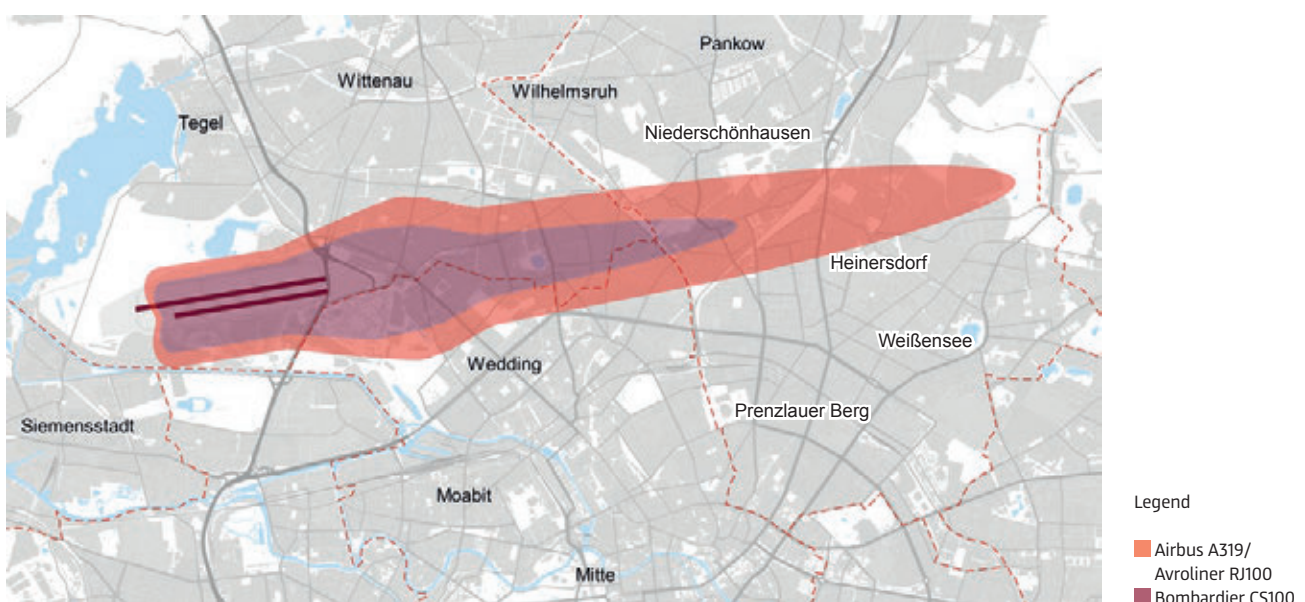 Pankow
Wittenau
Wilhelmsruh
Tegel
Niederschönhausen
Heinersdorf
Weißensee
Wedding
Prenzlauer Berg
Siemensstadt
Moabit
Mitte
Legend
Airbus A319/
Avroliner RJ100
Bombardier CS100